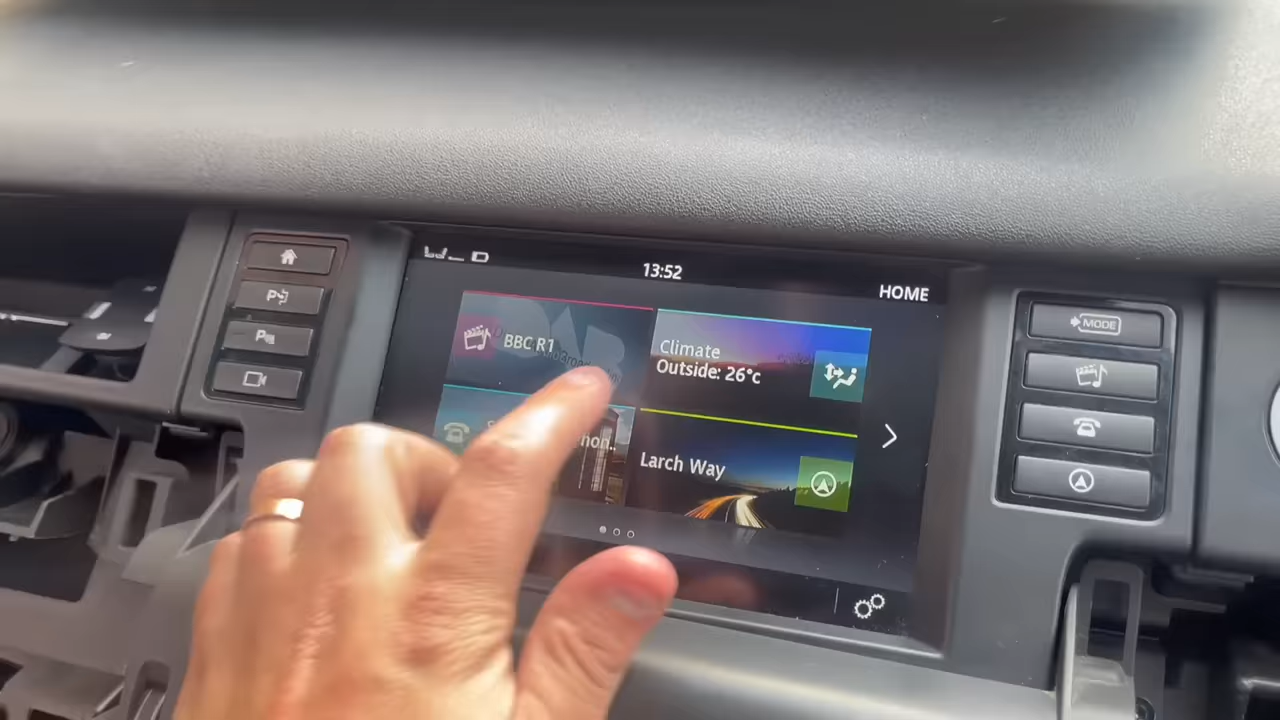 13:52
HOME
BBC R1
Climate
Outside: 26°c
Larch Way
MODE